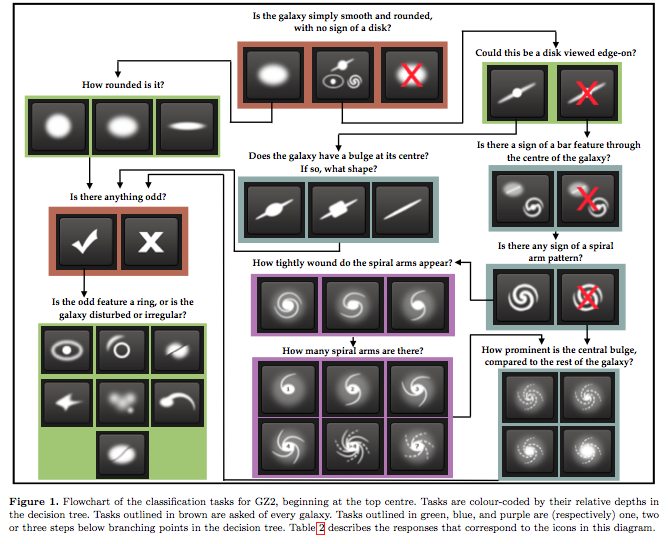 Is the galaxy simply smooth and rounded,
with no sign of a disk?
Could this be a disk viewed edge-on?
How rounded is it?
Is there a sign of a bar feature through
the centre of the galaxy?
Does the galaxy have a bulge at its centre?
If so, what shape?
Is there anything odd?
Is there any sign of a spiral
arm pattern?
How tightly wound do the spiral arms appear?
Is the odd feature a ring, or is the
galaxy disturbed or irregular?
How many spiral arms are there?
How prominent is the central bulge,
compared to the rest of the galaxy?
1
2
3
4
?
Figure 1. Flowchart of the classification tasks for GZ2, beginning at the top centre. Tasks are colour-coded by their relative depths in
the decision tree. Tasks outlined in brown are asked of every galaxy. Tasks outlined in green, blue, and purple are (respectively) one, two
or three steps below branching points in the decision tree. Table 2 describes the responses that correspond to the icons in this diagram.